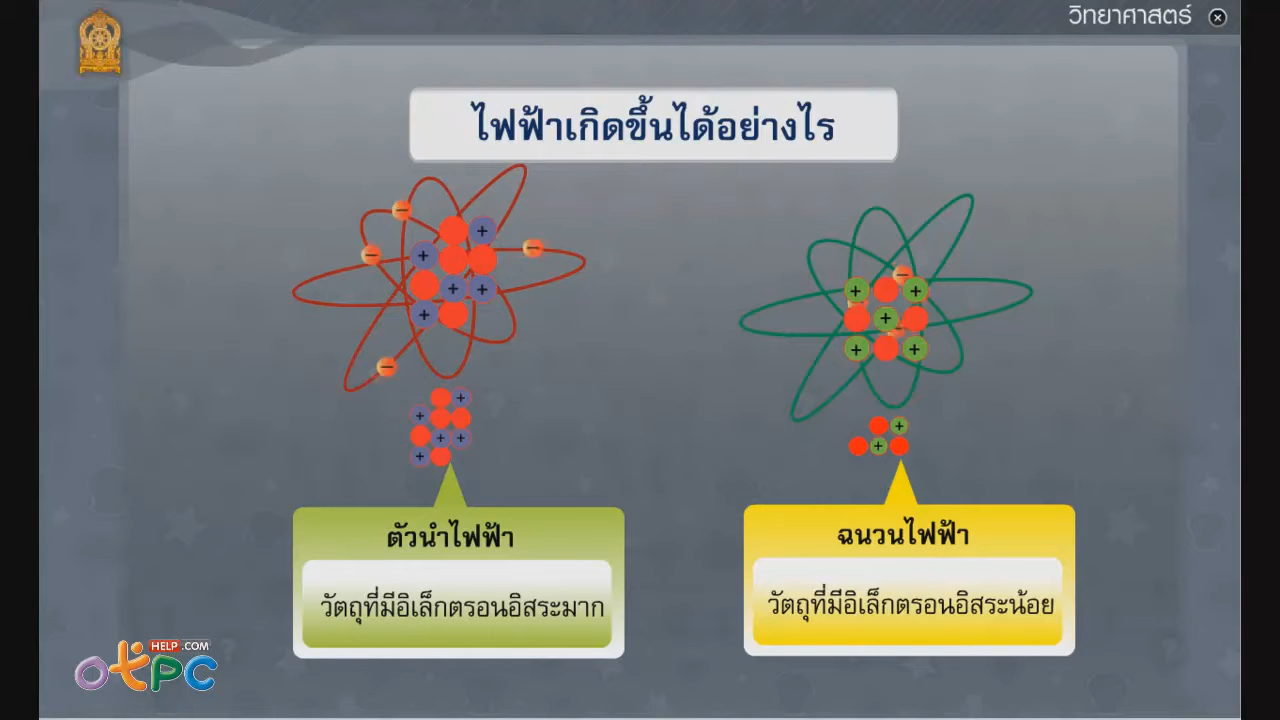 วิทยาศาสตร์
ไฟฟ้าเกิดขึ้นได้อย่างไร
ตัวนำไฟฟ้า
วัตถุที่มีอิเล็กตรอนอิสระมาก
ฉนวนไฟฟ้า
วัตถุที่มีอิเล็กตรอนอิสระน้อย
HELP.COM
OTPC